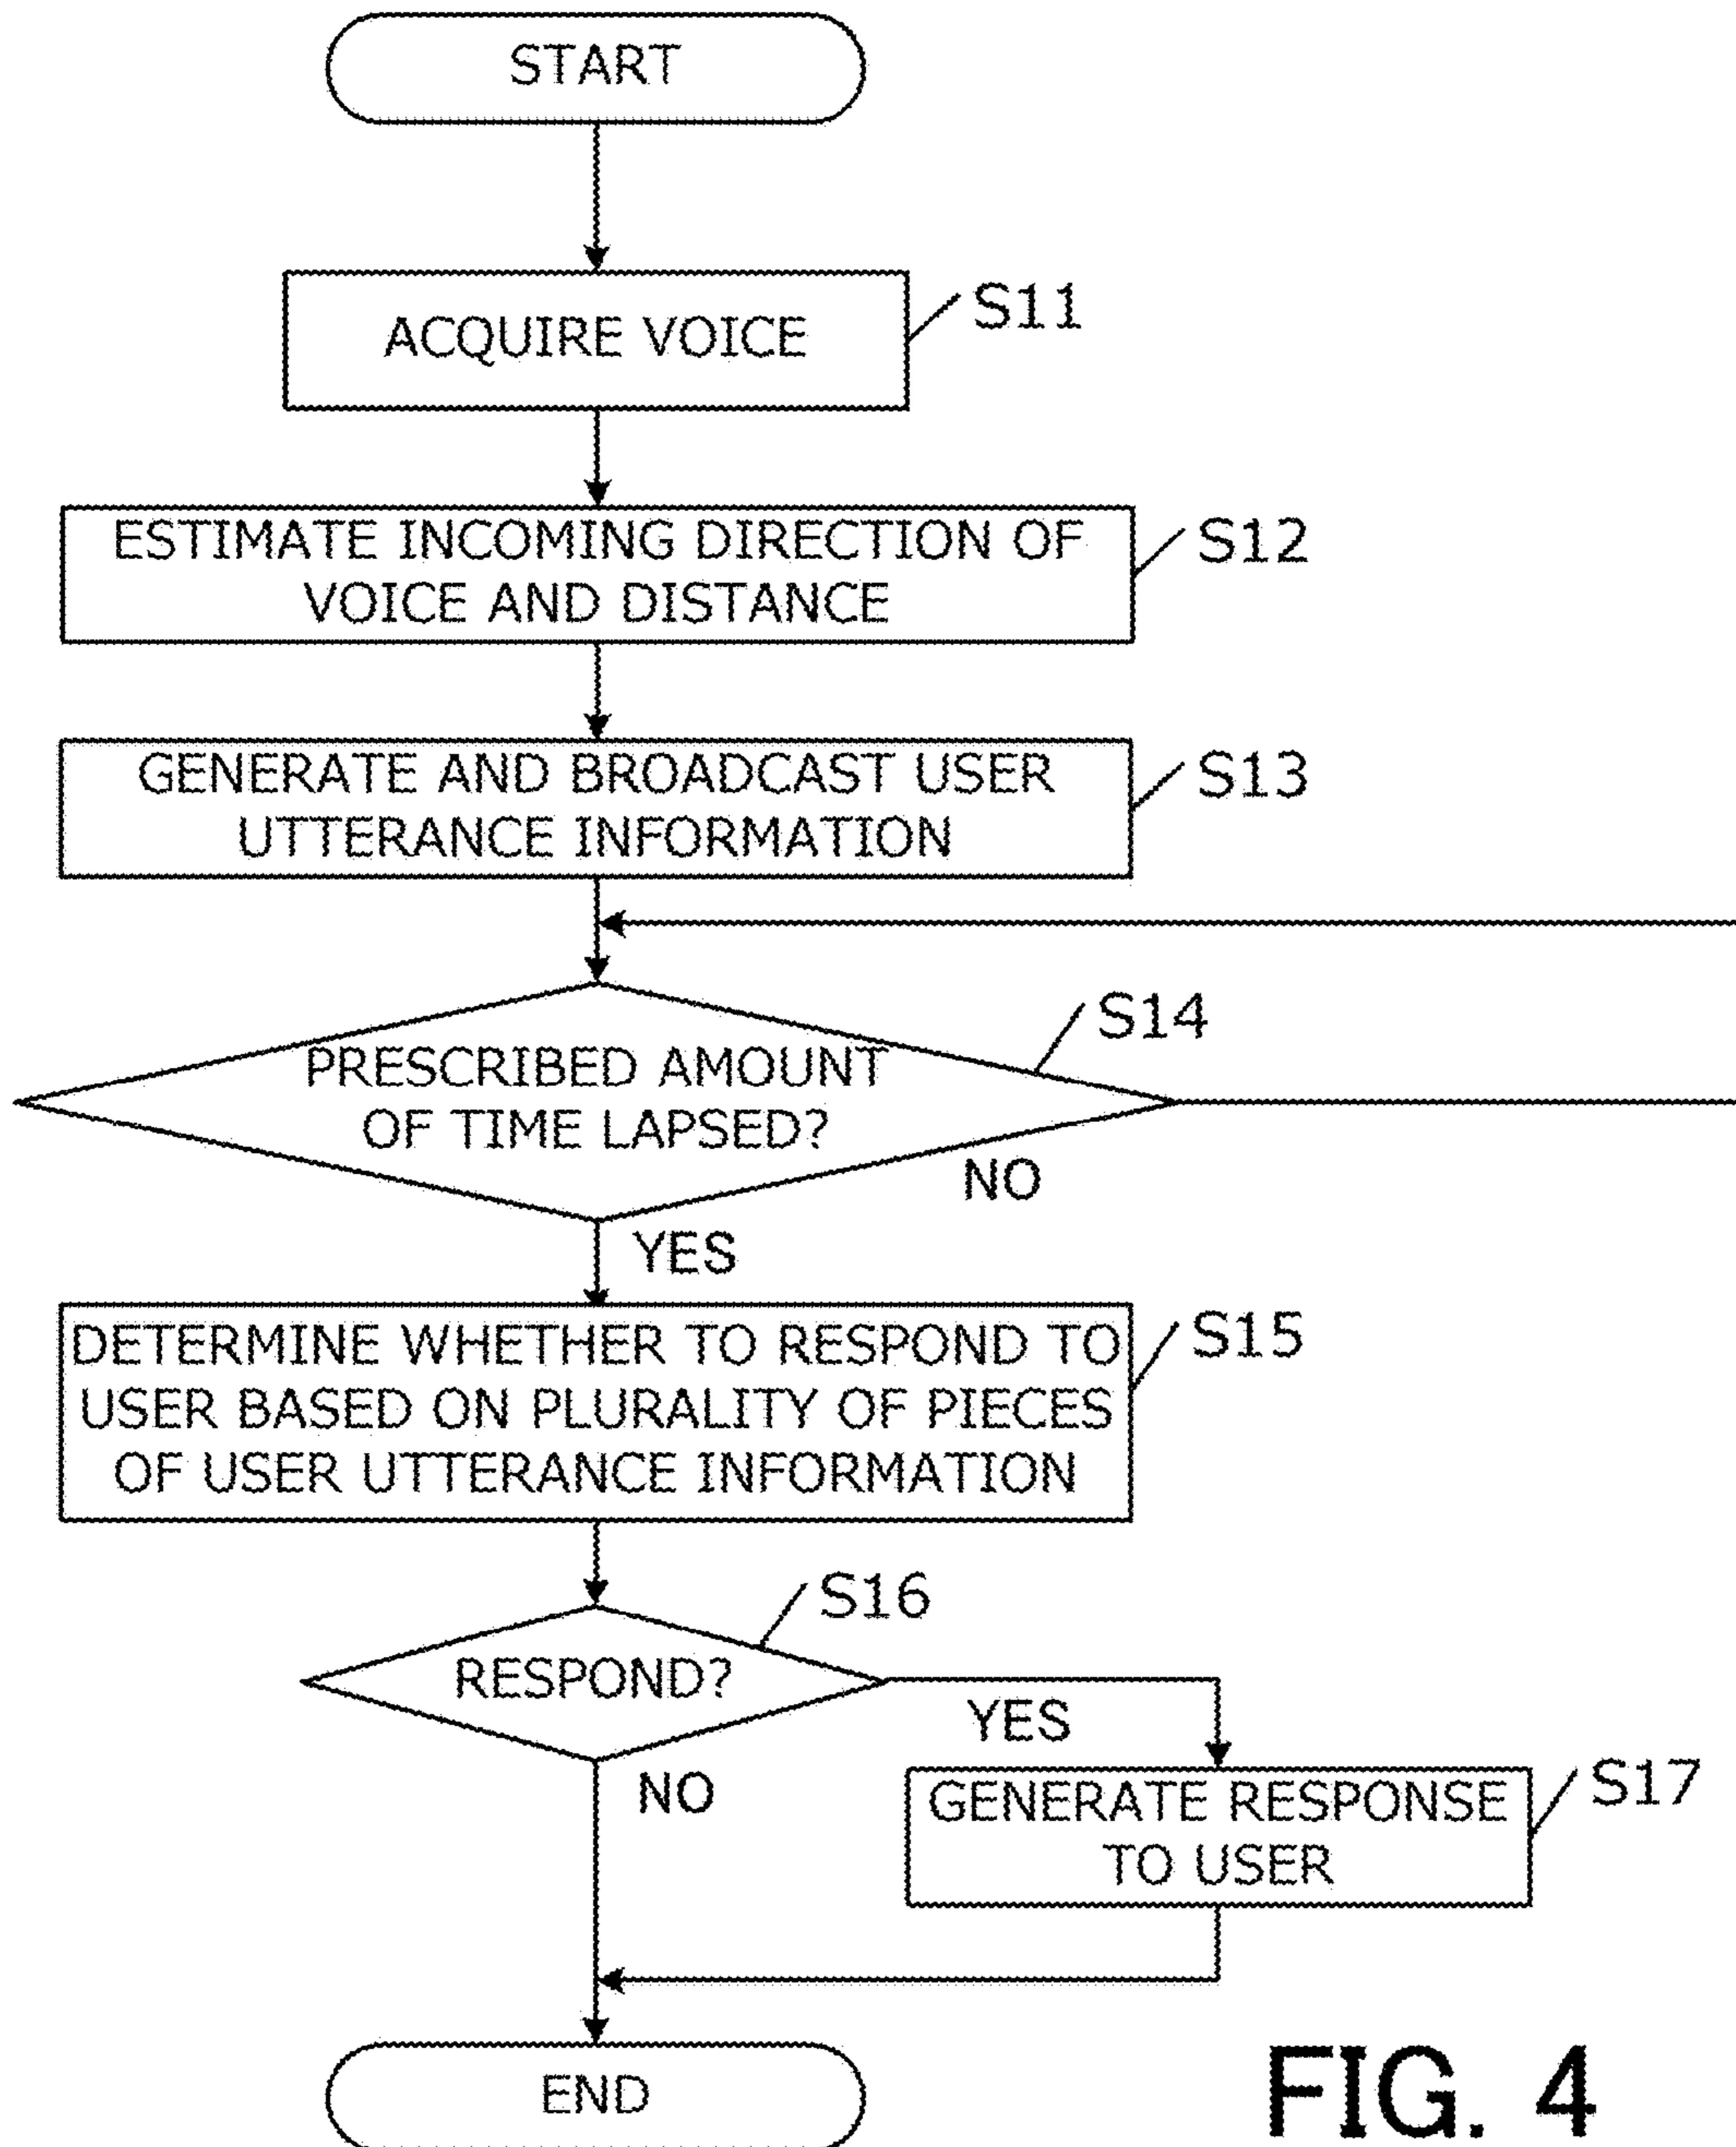 START
ACQUIRE VOICE
S11
ESTIMATE INCOMING DIRECTION OF
VOICE AND DISTANCE
S12
GENERATE AND BROADCAST USER
UTTERANCE INFORMATION
S13
PRESCRIBED AMOUNT
OF TIME LAPSED?
S14
NO
YES
DETERMINE WHETHER TO RESPOND TO
USER BASED ON PLURALITY OF PIECES
OF USER UTTERANCE INFORMATION
S15
RESPOND?
S16
YES
NO
GENERATE RESPONSE
TO USER
S17
END
FIG. 4